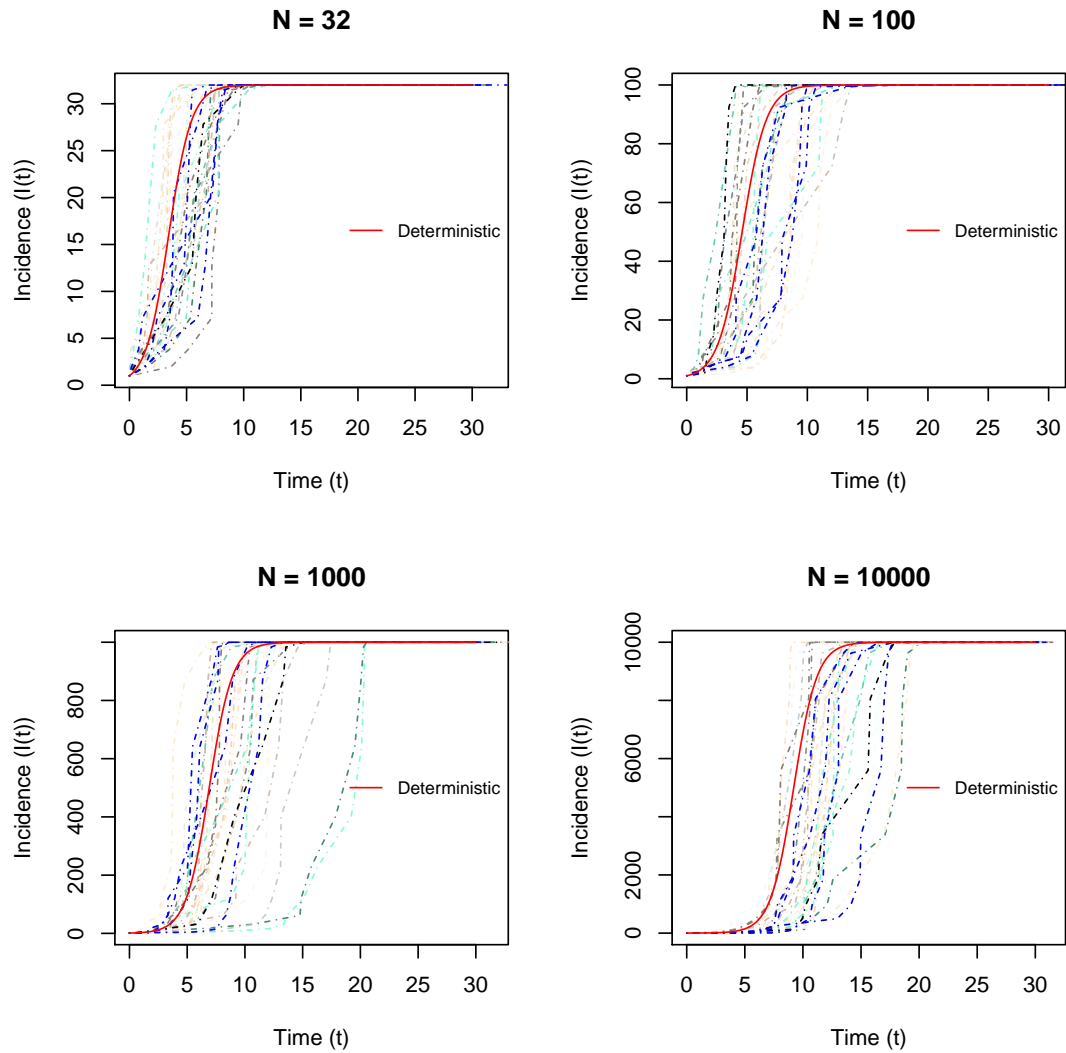 N = 32
Incidence (I(t))
0 5 10 15 20 25 30
Deterministic
0 5 10 15 20 25 30
Time (t)
N = 100
Incidence (I(t))
0 20 40 60 80 100
Deterministic
0 5 10 15 20 25 30
Time (t)
N = 1000
Incidence (I(t))
0 200 400 600 800
Deterministic
0 5 10 15 20 25 30
Time (t)
N = 10000
Incidence (I(t))
0 2000 6000 10000
Deterministic
0 5 10 15 20 25 30
Time (t)